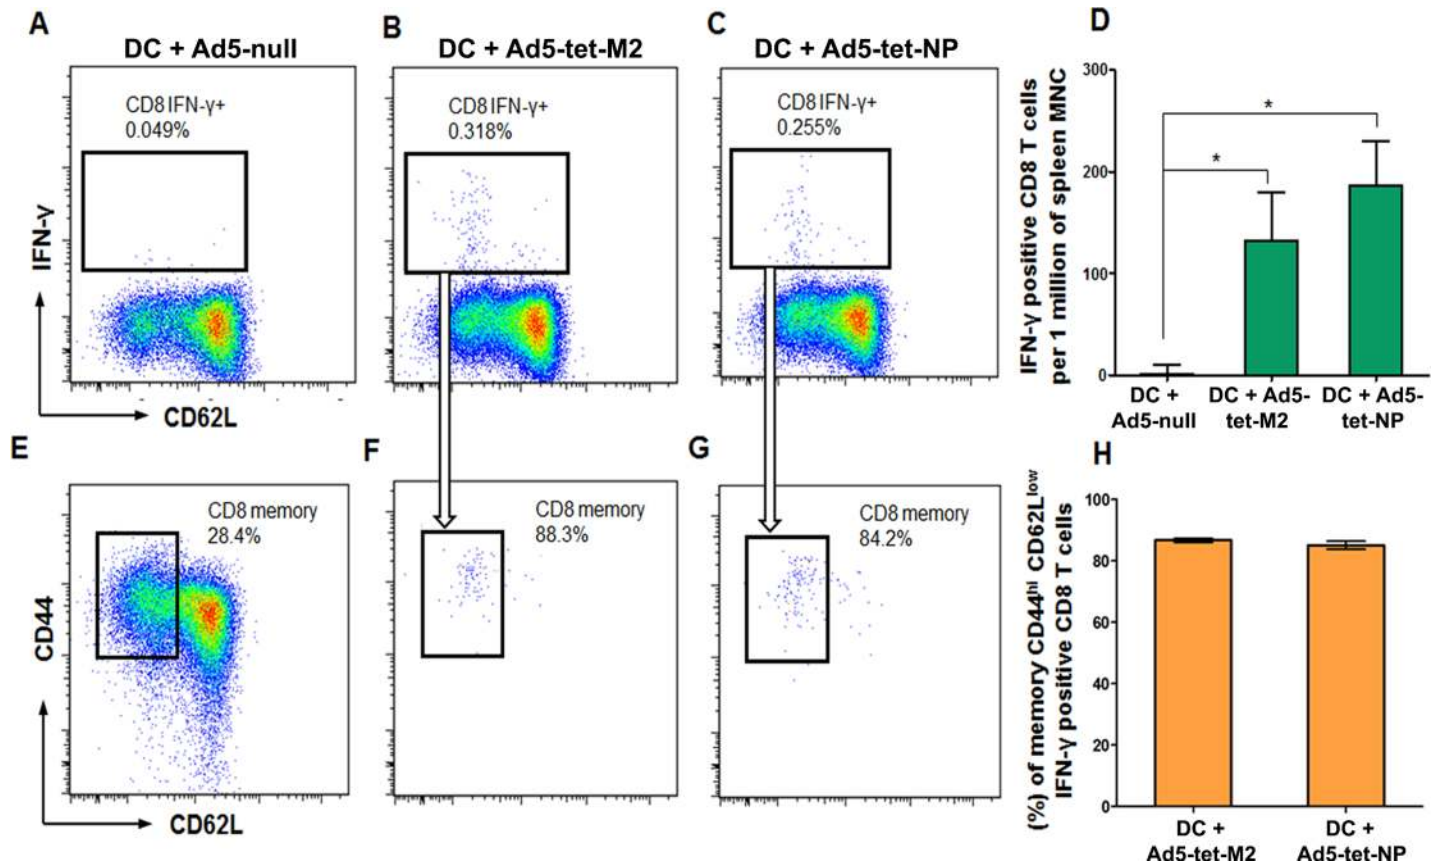 A
DC + Ad5-null
CD8 IFN-γ+
0.049%
IFN-γ
CD62L
B
DC + Ad5-tet-M2
CD8 IFN-γ+
0.318%
C
DC + Ad5-tet-NP
CD8 IFN-γ+
0.255%
D
IFN-γ positive CD8 T cells
per 1 million of spleen MNC
300
200
100
0
*
*
DC +
Ad5-null
DC + Ad5-
tet-M2
DC + Ad5-
tet-NP
E
CD8 memory
28.4%
CD44
CD62L
F
CD8 memory
88.3%
G
CD8 memory
84.2%
H
(%) of memory CD44hi CD62Llow
IFN-γ positive CD8 T cells
100
80
60
40
20
0
DC +
Ad5-tet-M2
DC +
Ad5-tet-NP